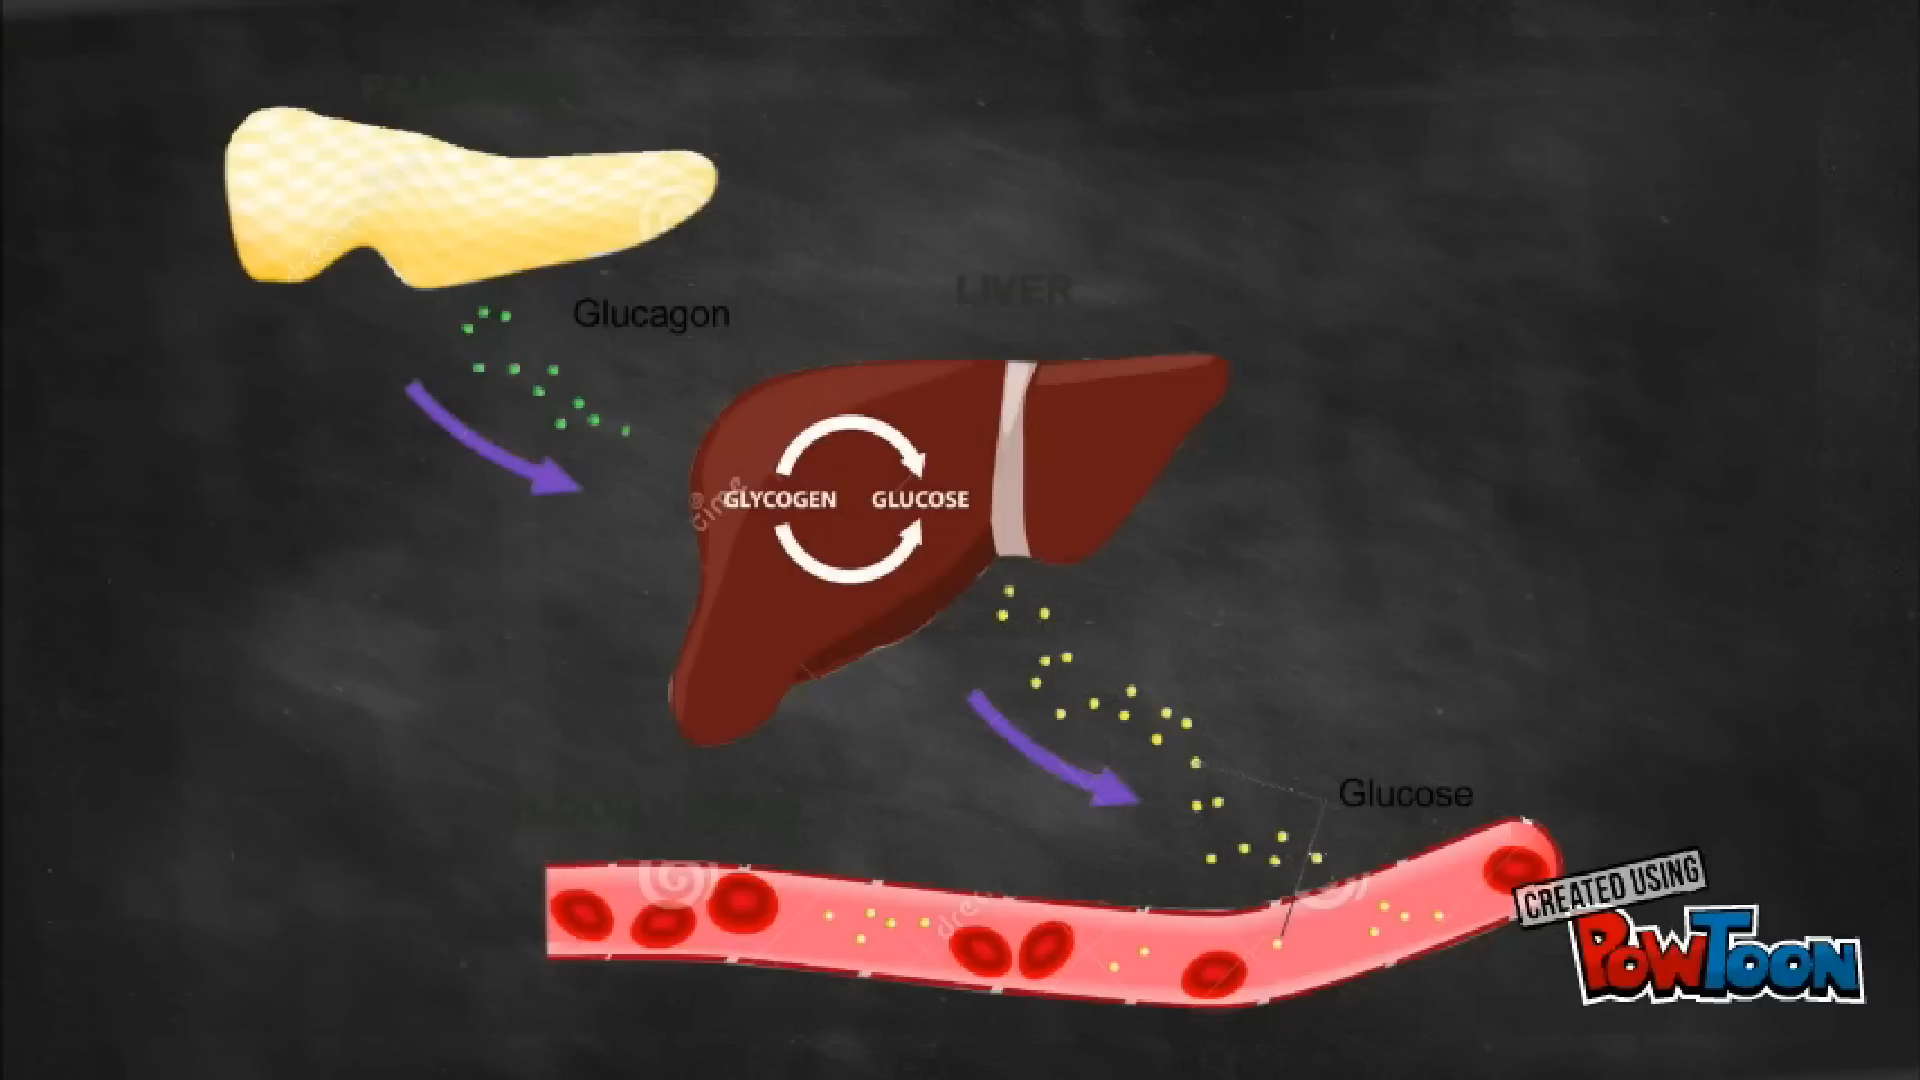 Glucagon
LIVER
GLYCOGEN GLUCOSE
Glucose
CREATED USING
POWTOON